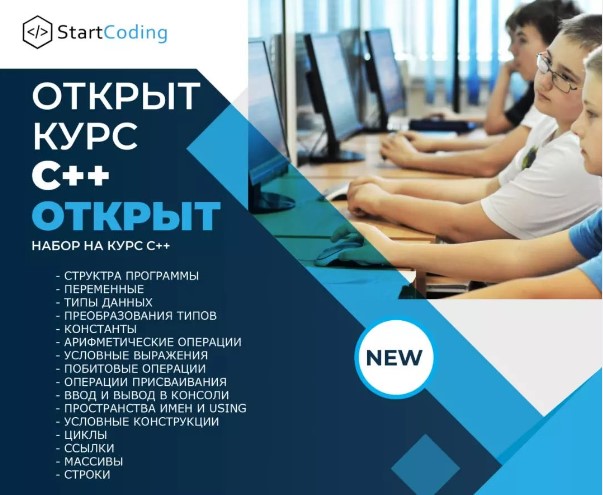 </> StartCoding
ОТКРЫТ
КУРС
C++
ОТКРЫТ
НАБОР НА КУРС C++
- СТРУКТРА ПРОГРАММЫ
- ПЕРЕМЕННЫЕ
- ТИПЫ ДАННЫХ
- ПРЕОБРАЗОВАНИЯ ТИПОВ
- КОНСТАНТЫ
- АРИФМЕТИЧЕСКИЕ ОПЕРАЦИИ
- УСЛОВНЫЕ ВЫРАЖЕНИЯ
- ПОБИТОВЫЕ ОПЕРАЦИИ
- ОПЕРАЦИИ ПРИСВАИВАНИЯ
- ВВОД И ВЫВОД В КОНСОЛИ
- ПРОСТРАНСТВА ИМЕН И USING
- УСЛОВНЫЕ КОНСТРУКЦИИ
- ЦИКЛЫ
- ССЫЛКИ
- МАССИВЫ
- СТРОКИ
NEW